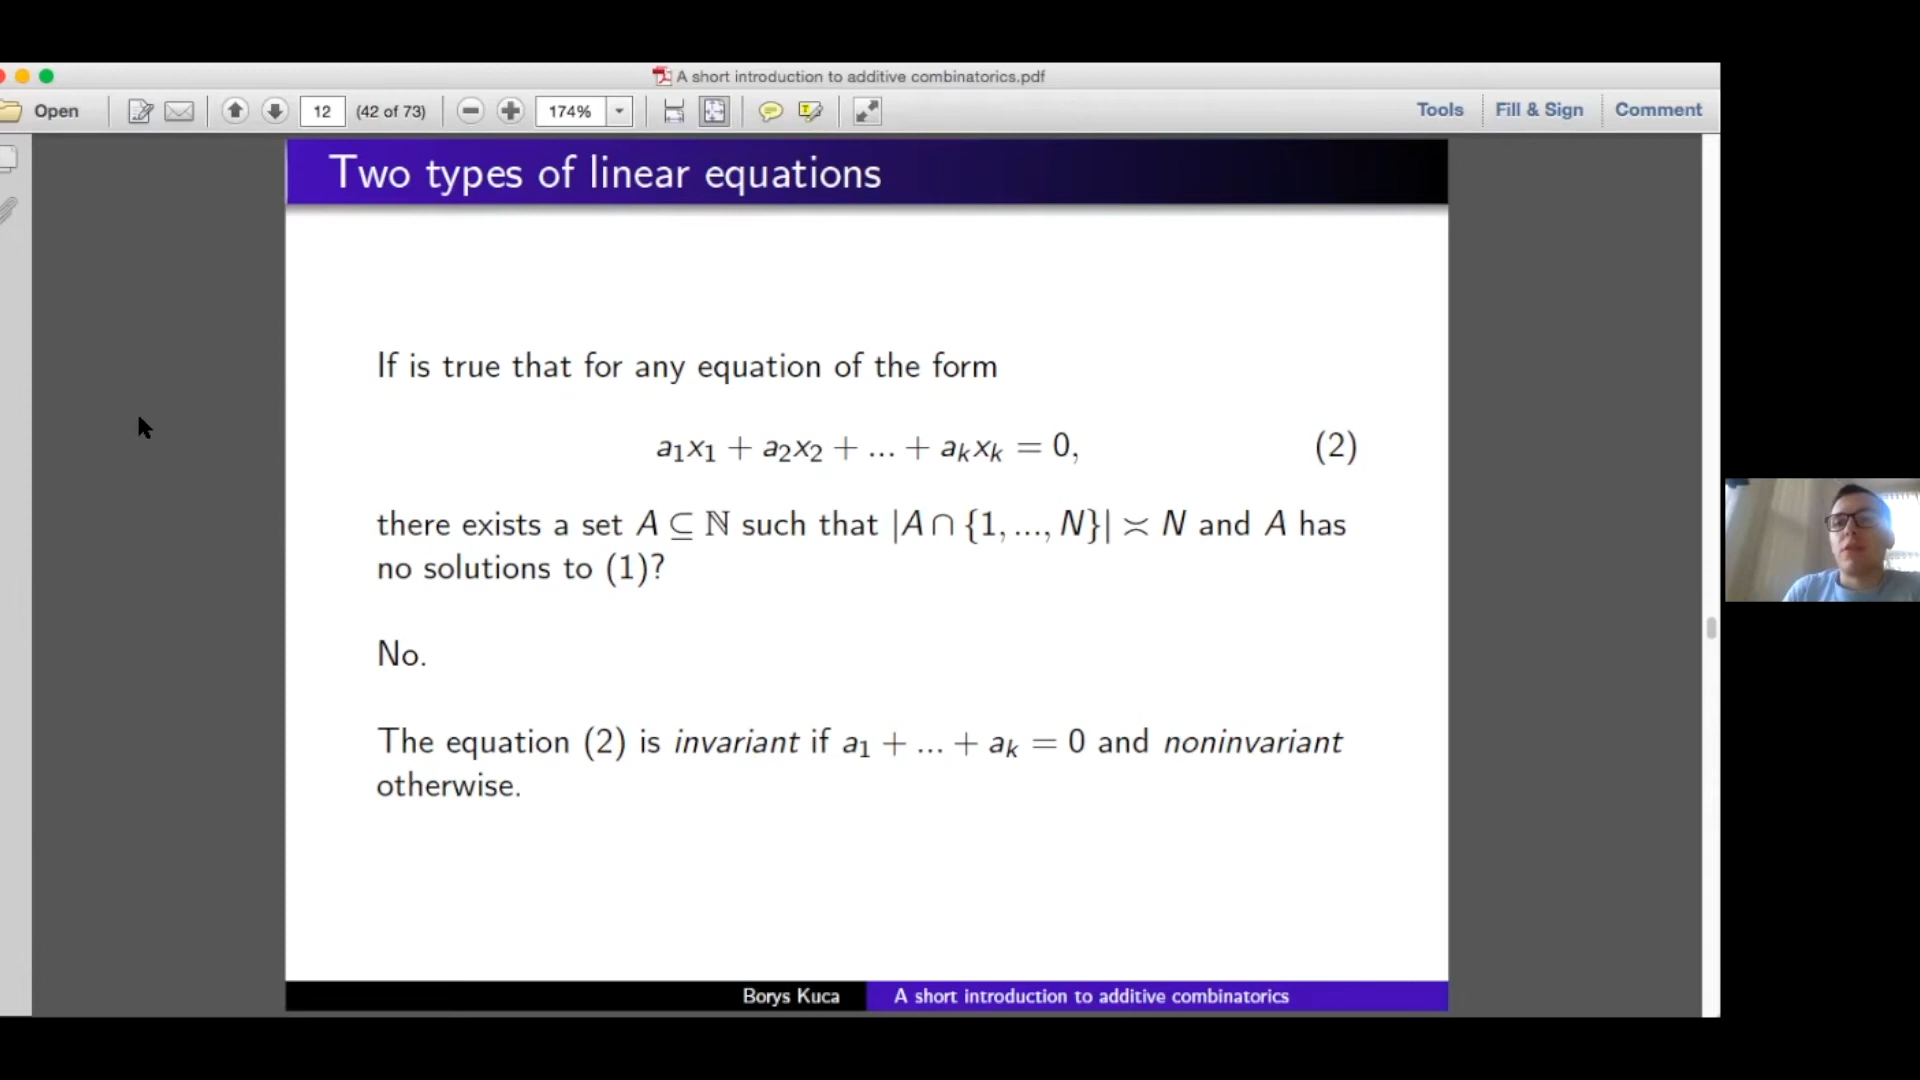 A short introduction to additive combinatorics.pdf
Open
12
(42 of 73)
174%
Tools
Fill & Sign
Comment
Two types of linear equations
If is true that for any equation of the form
a₁x₁ + a₂x₂ + ... + aₖxₖ = 0, (2)
there exists a set A ⊆ ℕ such that |A ∩ {1, ..., N}| ≍ N and A has
no solutions to (1)?
No.
The equation (2) is invariant if a₁ + ... + aₖ = 0 and noninvariant
otherwise.
Borys Kuca
A short introduction to additive combinatorics